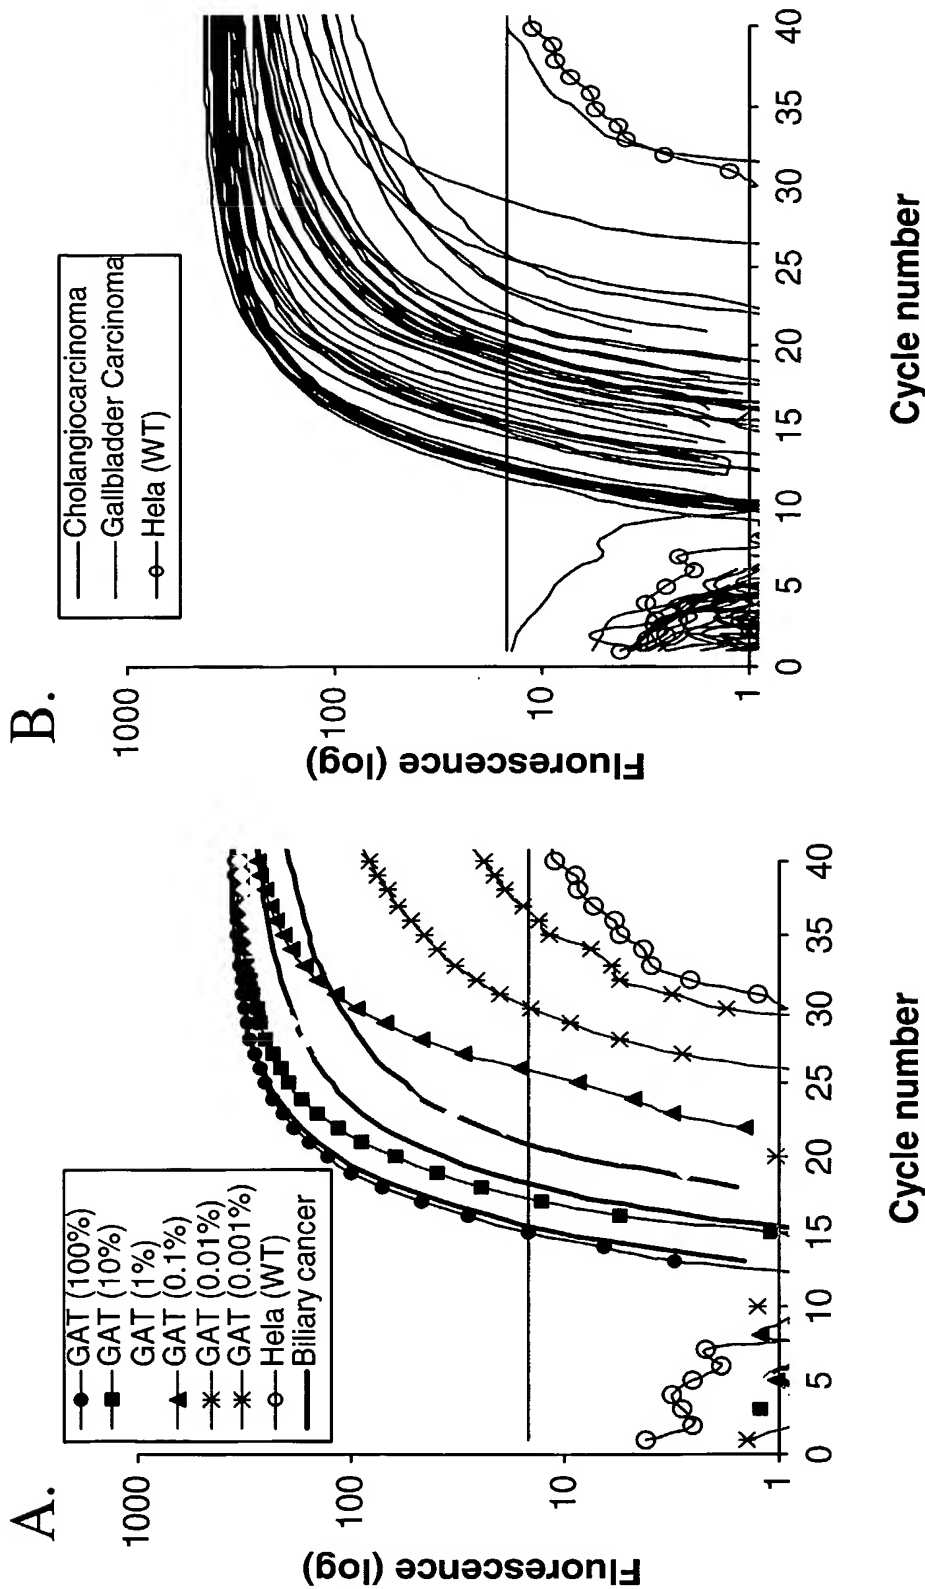 A.
GAT (100%)
GAT (10%)
GAT (1%)
GAT (0.1%)
GAT (0.01%)
GAT (0.001%)
Hela (WT)
Biliary cancer
Fluorescence (log)
1000
100
10
1
0
5
10
15
20
25
30
35
40
Cycle number
B.
Cholangiocarcinoma
Gallbladder Carcinoma
Hela (WT)
Fluorescence (log)
1000
100
10
1
0
5
10
15
20
25
30
35
40
Cycle number